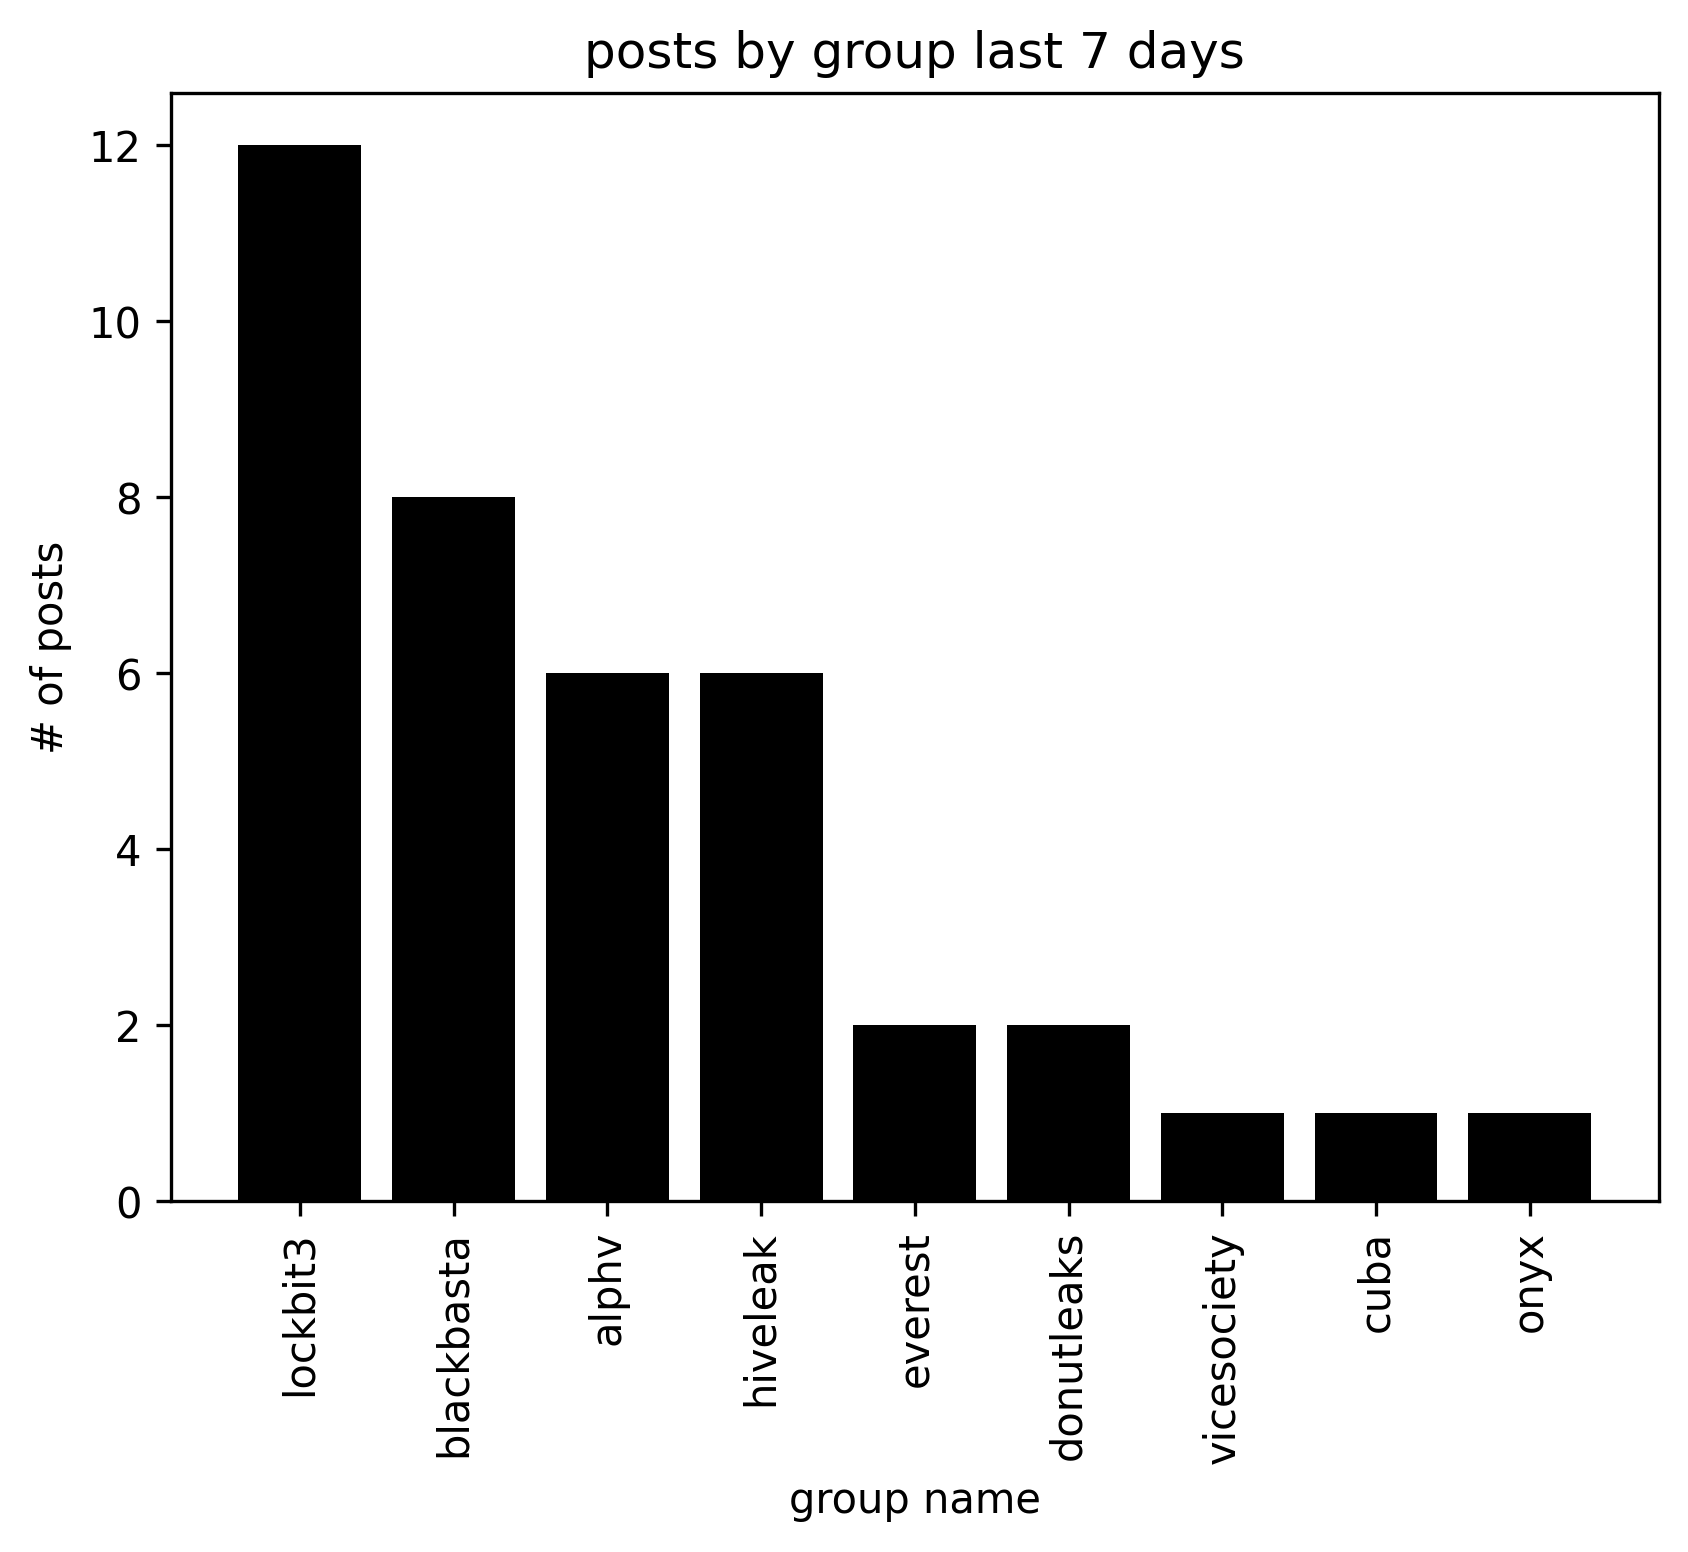 posts by group last 7 days
12
10
8
6
4
2
0
# of posts
lockbit3
blackbasta
alphv
hiveleak
everest
donutleaks
vicesociety
cuba
onyx
group name